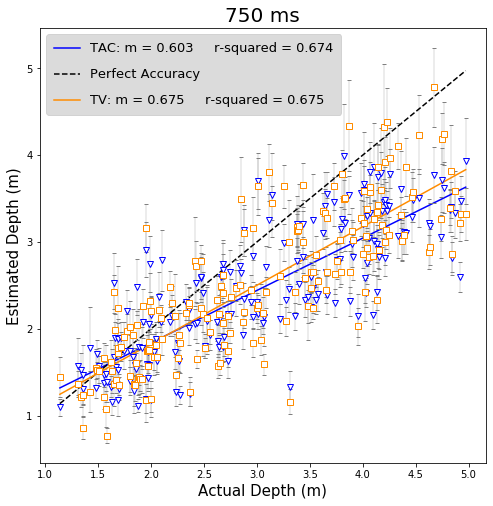 750 ms
TAC: m = 0.603 r-squared = 0.674
Perfect Accuracy
TV: m = 0.675 r-squared = 0.675
Estimated Depth (m)
5
4
3
2
1
1.0 1.5 2.0 2.5 3.0 3.5 4.0 4.5 5.0
Actual Depth (m)